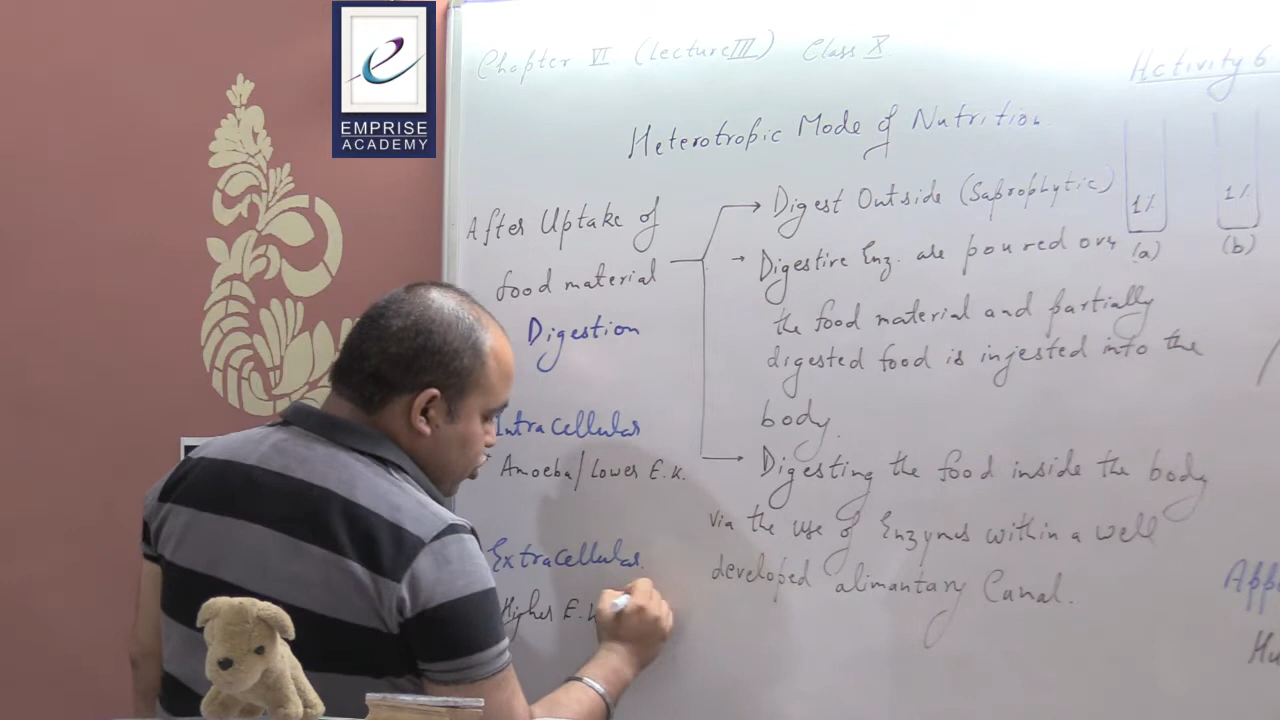 EMPRISE
ACADEMY
Chapter VI (Lecture III) Class X
Activity 6
Heterotropic Mode of Nutrition.
After Uptake of
food material
Digestion
Intracellular
Amoeba/Lower E.K.
Extracellular.
Higher E.
→ Digest Outside (Saprophytic)
→ Digestive Enz. are poured over
the food material and partially
digested food is injested into the
body.
→ Digesting the food inside the body
via the use of Enzymes within a well
developed alimantary Canal.
1% 1%
(a) (b)